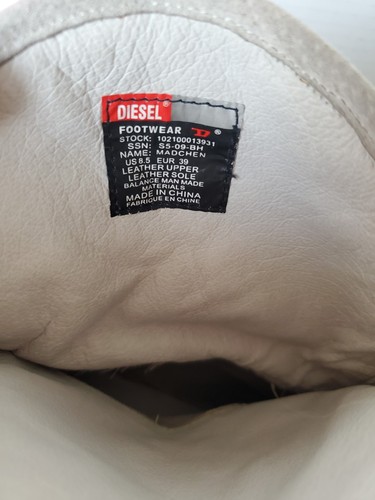 DIESEL
FOOTWEAR D ®
STOCK: 102100013931
SSN: S5-09-BH
NAME: MADCHEN
US 8.5 EUR 39
LEATHER UPPER
LEATHER SOLE
BALANCE MAN MADE
MATERIALS
MADE IN CHINA
FABRIQUE EN CHINE